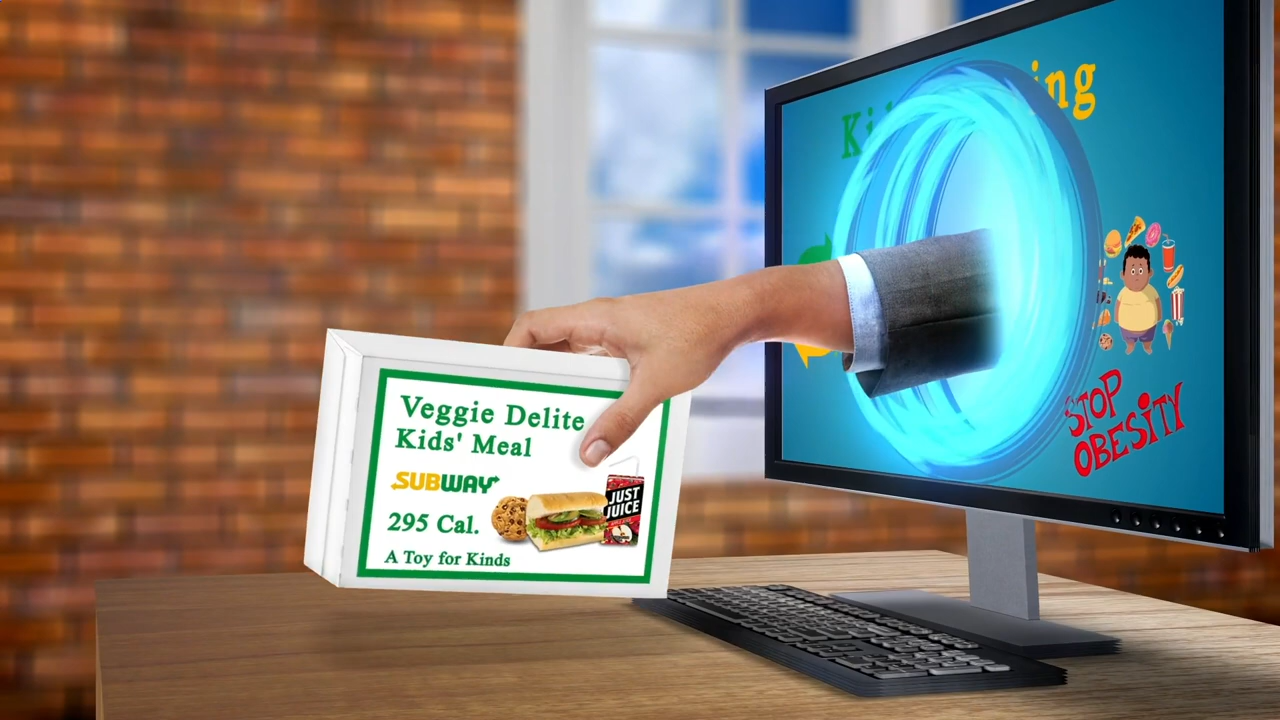 Veggie Delite
Kids' Meal
SUBWAY
295 Cal.
A Toy for Kinds
JUST
JUICE
STOP
OBESITY